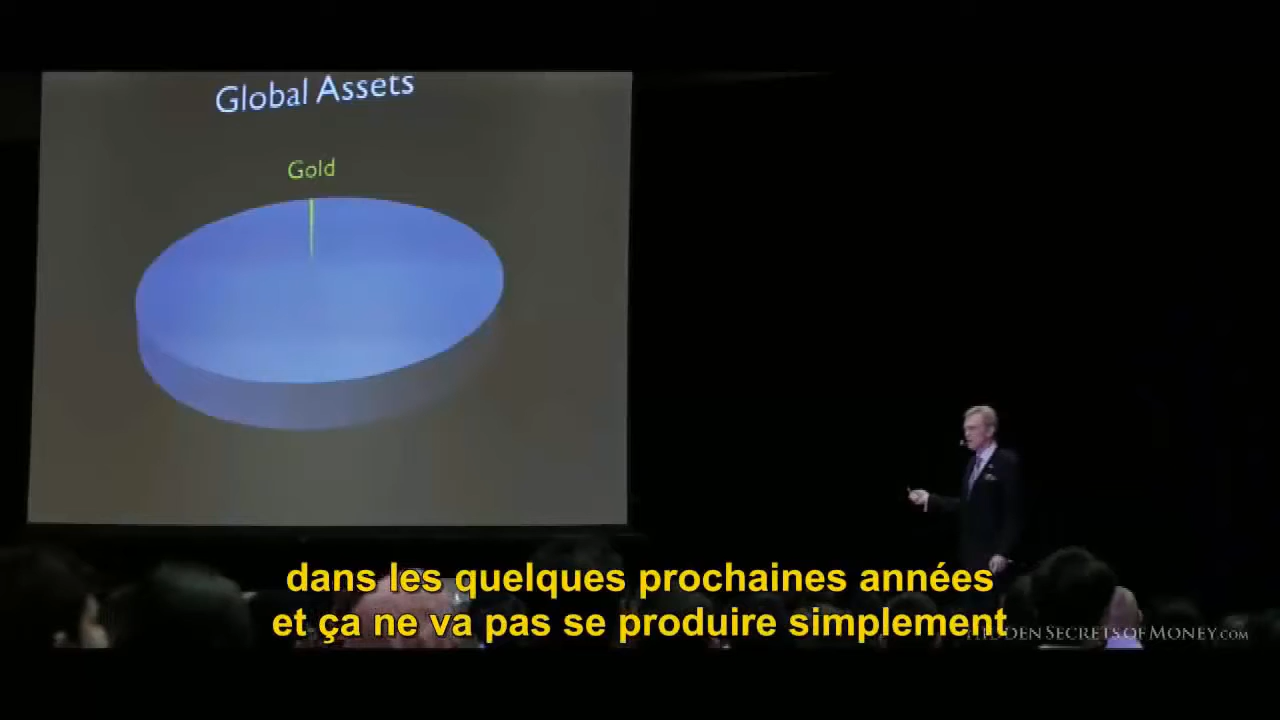 Global Assets
Gold
dans les quelques prochaines années
et ça ne va pas se produire simplement
HIDDEN SECRETS OF MONEY.COM